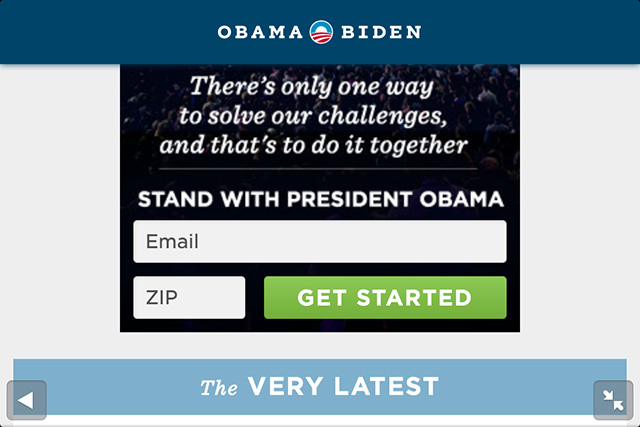 OBAMA BIDEN
There's only one way
to solve our challenges,
and that's to do it together
STAND WITH PRESIDENT OBAMA
Email
ZIP
GET STARTED
The VERY LATEST